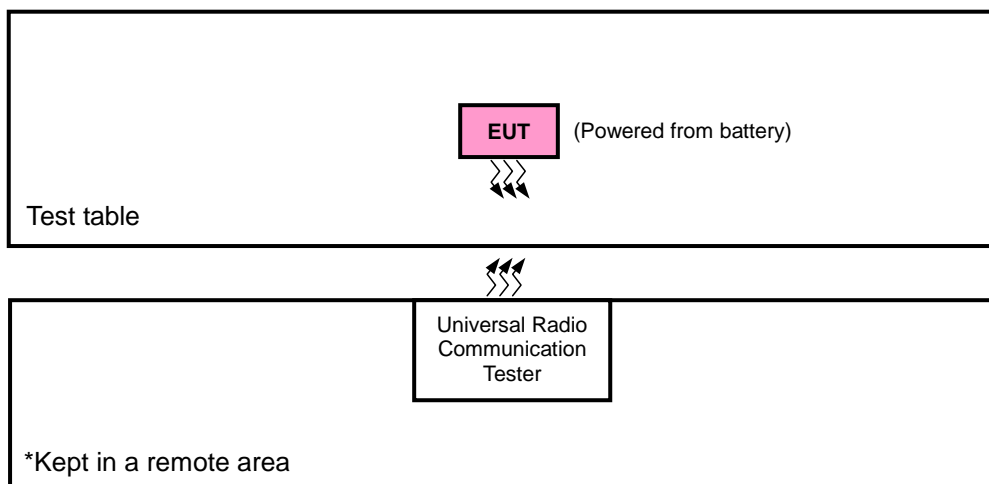 EUT
(Powered from battery)
Test table
Universal Radio
Communication
Tester
*Kept in a remote area